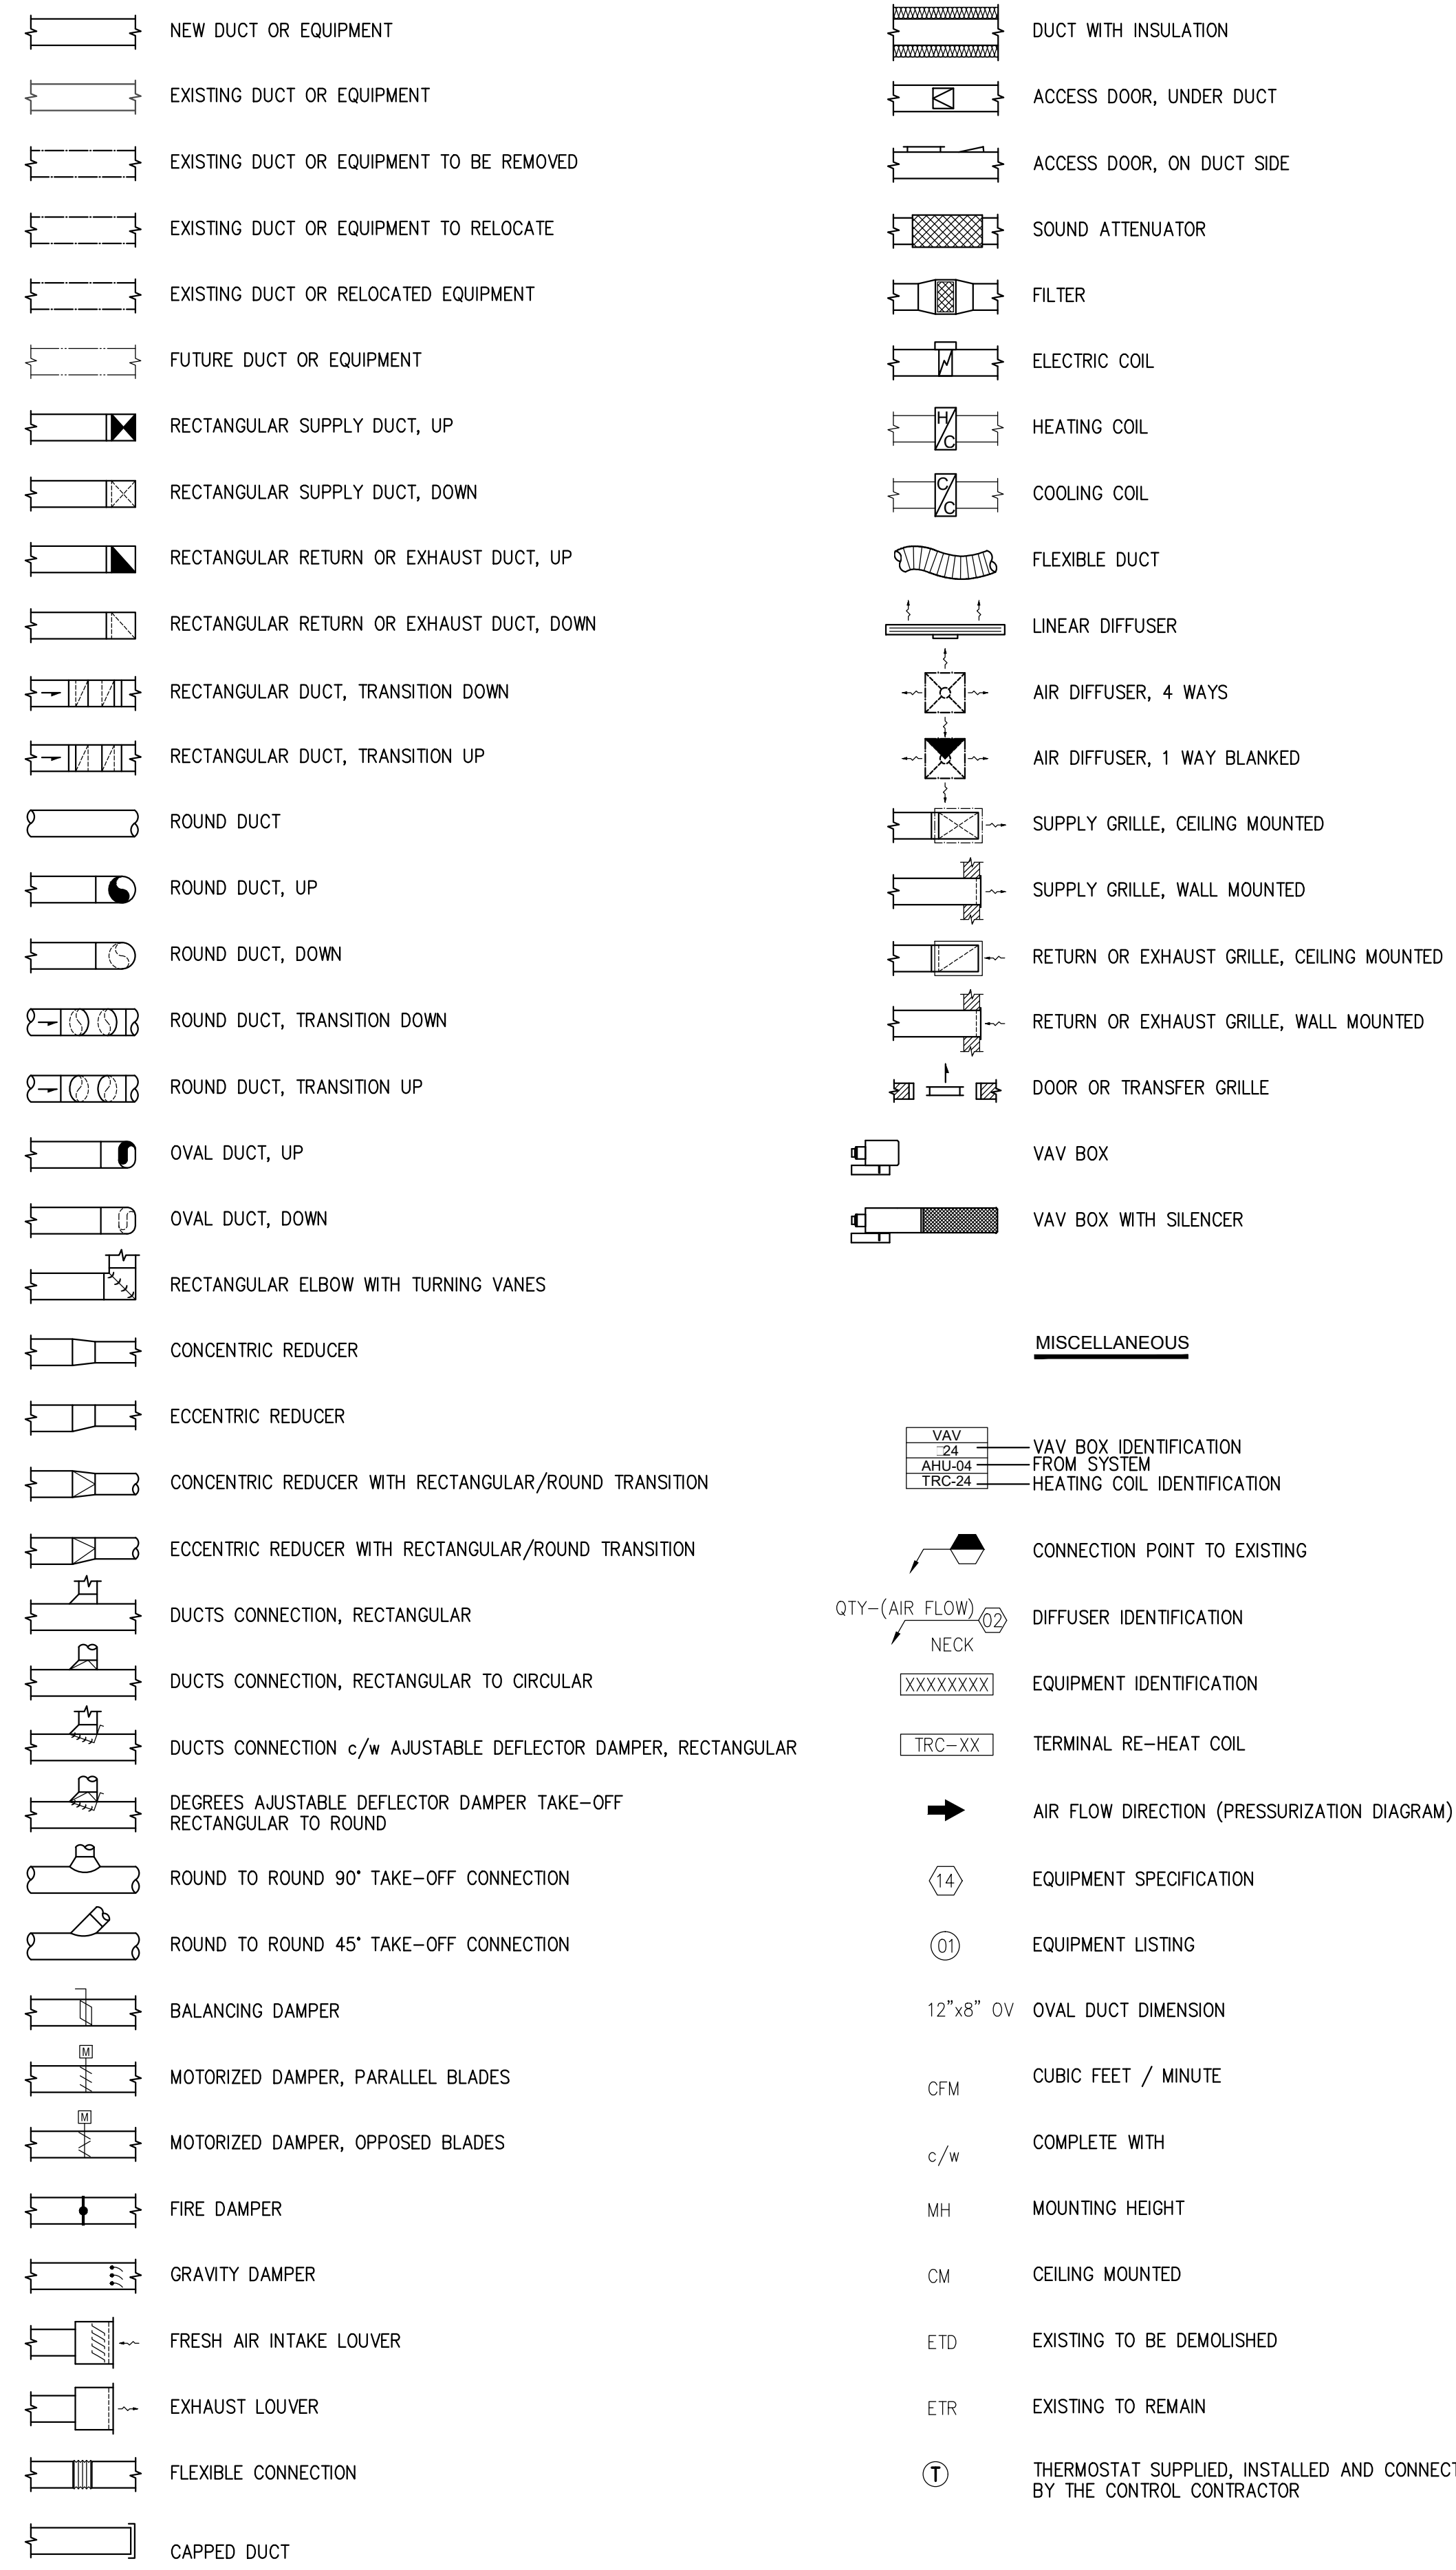 NEW DUCT OR EQUIPMENT
EXISTING DUCT OR EQUIPMENT
EXISTING DUCT OR EQUIPMENT TO BE REMOVED
EXISTING DUCT OR EQUIPMENT TO RELOCATE
EXISTING DUCT OR RELOCATED EQUIPMENT
FUTURE DUCT OR EQUIPMENT
RECTANGULAR SUPPLY DUCT, UP
RECTANGULAR SUPPLY DUCT, DOWN
RECTANGULAR RETURN OR EXHAUST DUCT, UP
RECTANGULAR RETURN OR EXHAUST DUCT, DOWN
RECTANGULAR DUCT, TRANSITION DOWN
RECTANGULAR DUCT, TRANSITION UP
ROUND DUCT
ROUND DUCT, UP
ROUND DUCT, DOWN
ROUND DUCT, TRANSITION DOWN
ROUND DUCT, TRANSITION UP
OVAL DUCT, UP
OVAL DUCT, DOWN
RECTANGULAR ELBOW WITH TURNING VANES
CONCENTRIC REDUCER
ECCENTRIC REDUCER
CONCENTRIC REDUCER WITH RECTANGULAR/ROUND TRANSITION
ECCENTRIC REDUCER WITH RECTANGULAR/ROUND TRANSITION
DUCTS CONNECTION, RECTANGULAR
DUCTS CONNECTION, RECTANGULAR TO CIRCULAR
DUCTS CONNECTION c/w AJUSTABLE DEFLECTOR DAMPER, RECTANGULAR
DEGREES AJUSTABLE DEFLECTOR DAMPER TAKE-OFF
RECTANGULAR TO ROUND
ROUND TO ROUND 90° TAKE-OFF CONNECTION
ROUND TO ROUND 45° TAKE-OFF CONNECTION
BALANCING DAMPER
M
MOTORIZED DAMPER, PARALLEL BLADES
M
MOTORIZED DAMPER, OPPOSED BLADES
FIRE DAMPER
GRAVITY DAMPER
FRESH AIR INTAKE LOUVER
EXHAUST LOUVER
FLEXIBLE CONNECTION
CAPPED DUCT
DUCT WITH INSULATION
ACCESS DOOR, UNDER DUCT
ACCESS DOOR, ON DUCT SIDE
SOUND ATTENUATOR
FILTER
ELECTRIC COIL
H/C HEATING COIL
C/C COOLING COIL
FLEXIBLE DUCT
LINEAR DIFFUSER
AIR DIFFUSER, 4 WAYS
AIR DIFFUSER, 1 WAY BLANKED
SUPPLY GRILLE, CEILING MOUNTED
SUPPLY GRILLE, WALL MOUNTED
RETURN OR EXHAUST GRILLE, CEILING MOUNTED
RETURN OR EXHAUST GRILLE, WALL MOUNTED
DOOR OR TRANSFER GRILLE
VAV BOX
VAV BOX WITH SILENCER
MISCELLANEOUS
VAV
24 VAV BOX IDENTIFICATION
AHU-04 FROM SYSTEM
TRC-24 HEATING COIL IDENTIFICATION
CONNECTION POINT TO EXISTING
QTY-(AIR FLOW)
02 DIFFUSER IDENTIFICATION
NECK
XXXXXXXX EQUIPMENT IDENTIFICATION
TRC-XX TERMINAL RE-HEAT COIL
AIR FLOW DIRECTION (PRESSURIZATION DIAGRAM)
14 EQUIPMENT SPECIFICATION
01 EQUIPMENT LISTING
12"x8" OV OVAL DUCT DIMENSION
CFM CUBIC FEET / MINUTE
c/w COMPLETE WITH
MH MOUNTING HEIGHT
CM CEILING MOUNTED
ETD EXISTING TO BE DEMOLISHED
ETR EXISTING TO REMAIN
T THERMOSTAT SUPPLIED, INSTALLED AND CONNECT
BY THE CONTROL CONTRACTOR